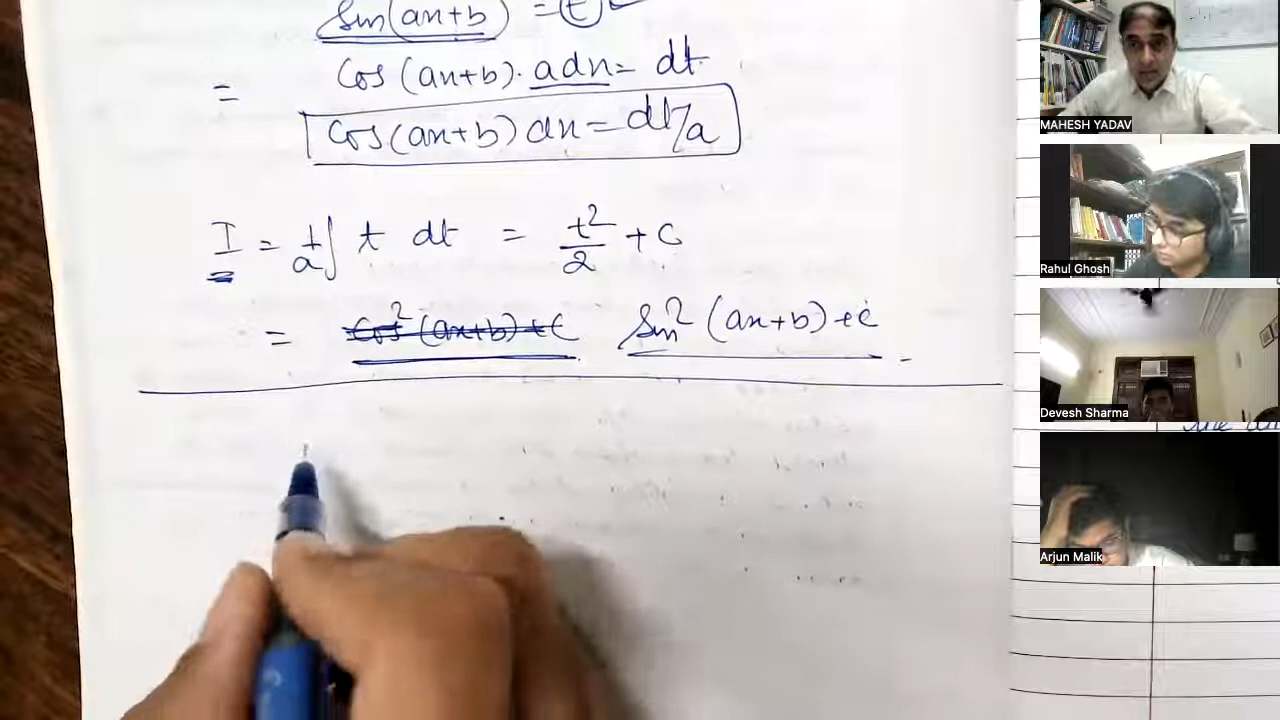 sin(ax+b) = t
cos(ax+b). adx = dt
=
cos(ax+b) dx = dt/a
I = 1/a ∫ t dt = t²/2 + c
= cos²(ax+b)+c sin²(ax+b)+c
MAHESH YADAV
Rahul Ghosh
Devesh Sharma
Arjun Malik